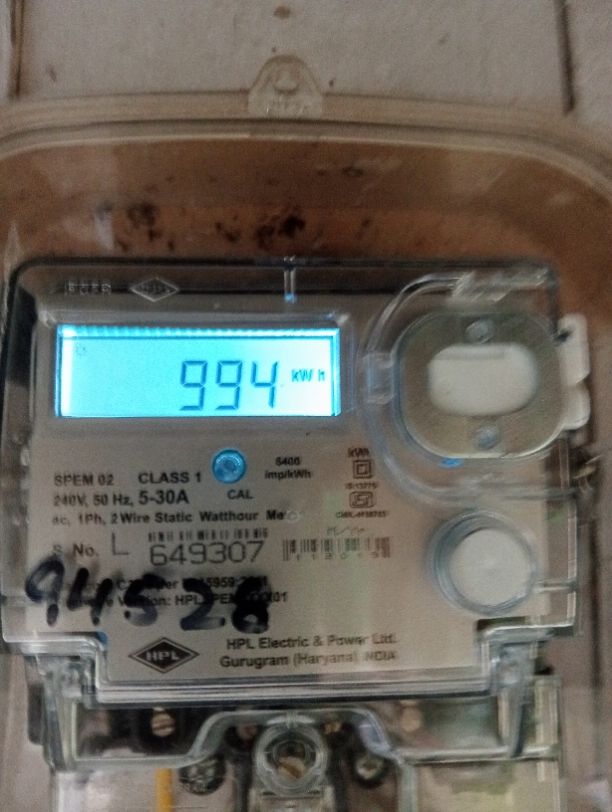 994 kWh
SPEM 02 CLASS 1
240V, 50 Hz, 5-30A
CAL
6400
imp/kWh
kWh
ac, 1Ph, 2 Wire Static Watthour
S. No. L 649307
94528
HPL
HPL Electric & Power Ltd.
Gurugram (Haryana) INDIA